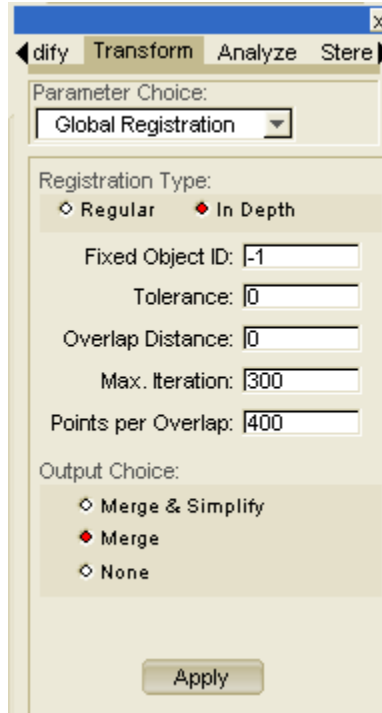 x
dify Transform Analyze Stere
Parameter Choice:
Global Registration
Registration Type:
Regular In Depth
Fixed Object ID: -1
Tolerance: 0
Overlap Distance: 0
Max. Iteration: 300
Points per Overlap: 400
Output Choice:
Merge & Simplify
Merge
None
Apply